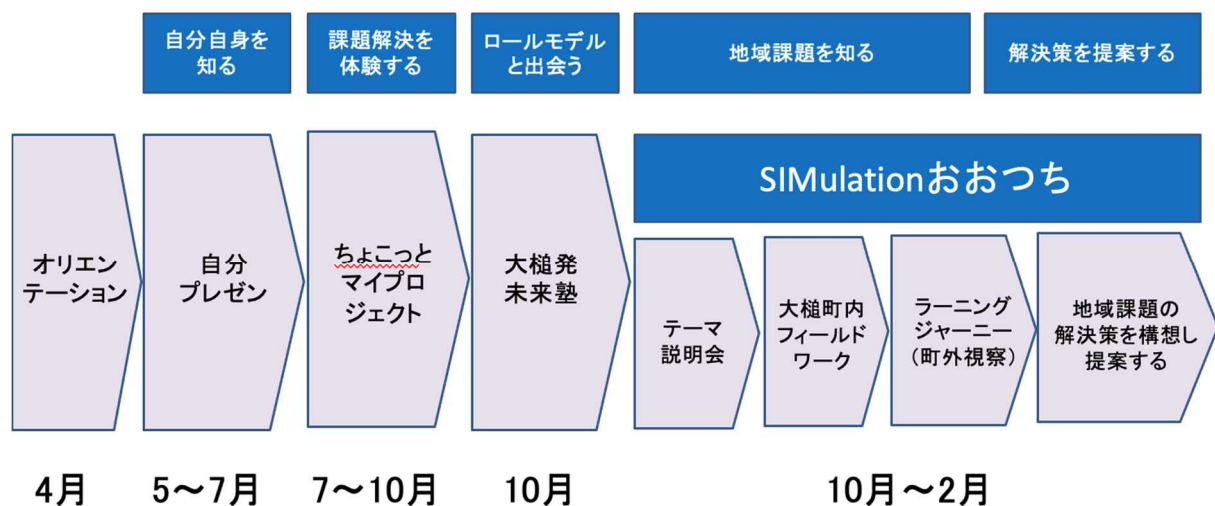 自分自身を
知る
課題解決を
体験する
ロールモデル
と出会う
地域課題を知る
解決策を提案する
SIMulationおおつち
オリエン
テーション
自分
プレゼン
ちょこっと
マイプロ
ジェクト
大槌発
未来塾
テーマ
説明会
大槌町内
フィールド
ワーク
ラーニング
ジャーニー
（町外視察）
地域課題の
解決策を構想し
提案する
4月
5～7月
7～10月
10月
10月～2月